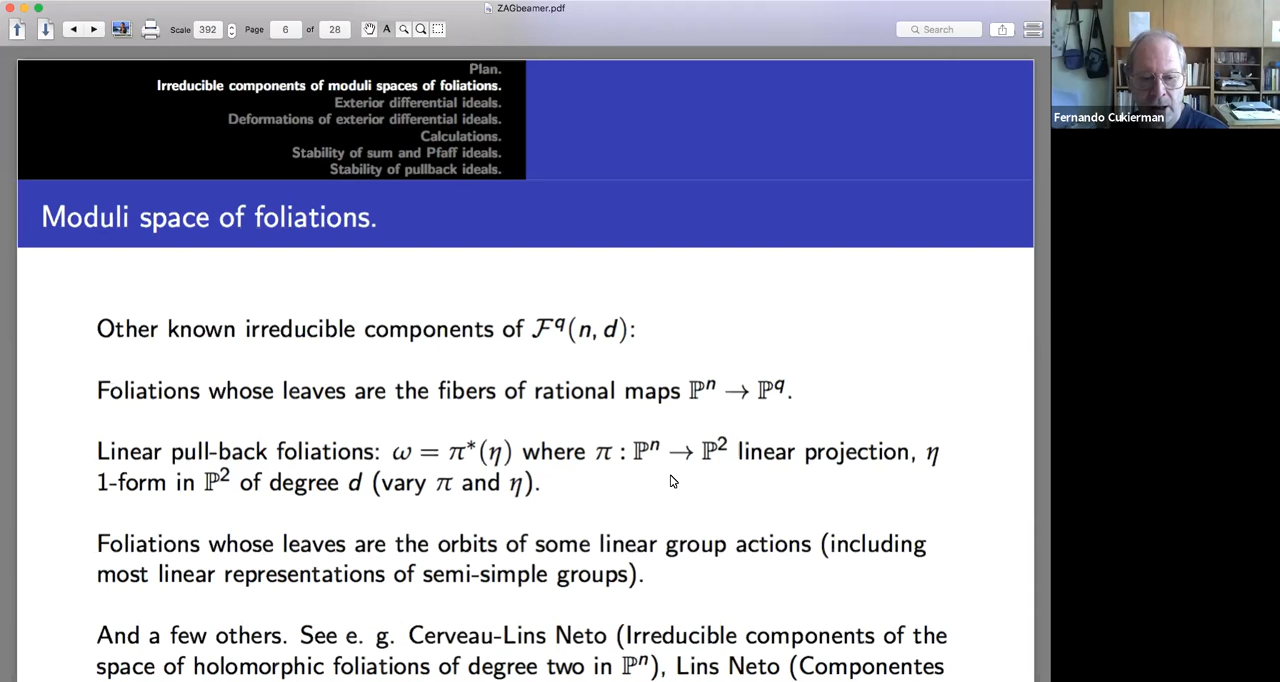 ZAGbeamer.pdf
Scale 392 Page 6 of 28 A Search
Plan.
Irreducible components of moduli spaces of foliations.
Exterior differential ideals.
Deformations of exterior differential ideals.
Calculations.
Stability of sum and Pfaff ideals.
Stability of pullback ideals.
Fernando Cukierman
Moduli space of foliations.
Other known irreducible components of 𝓕^q(n, d):
Foliations whose leaves are the fibers of rational maps ℙⁿ → ℙ^q.
Linear pull-back foliations: ω = π*(η) where π : ℙⁿ → ℙ² linear projection, η
1-form in ℙ² of degree d (vary π and η).
Foliations whose leaves are the orbits of some linear group actions (including
most linear representations of semi-simple groups).
And a few others. See e. g. Cerveau-Lins Neto (Irreducible components of the
space of holomorphic foliations of degree two in ℙⁿ), Lins Neto (Componentes